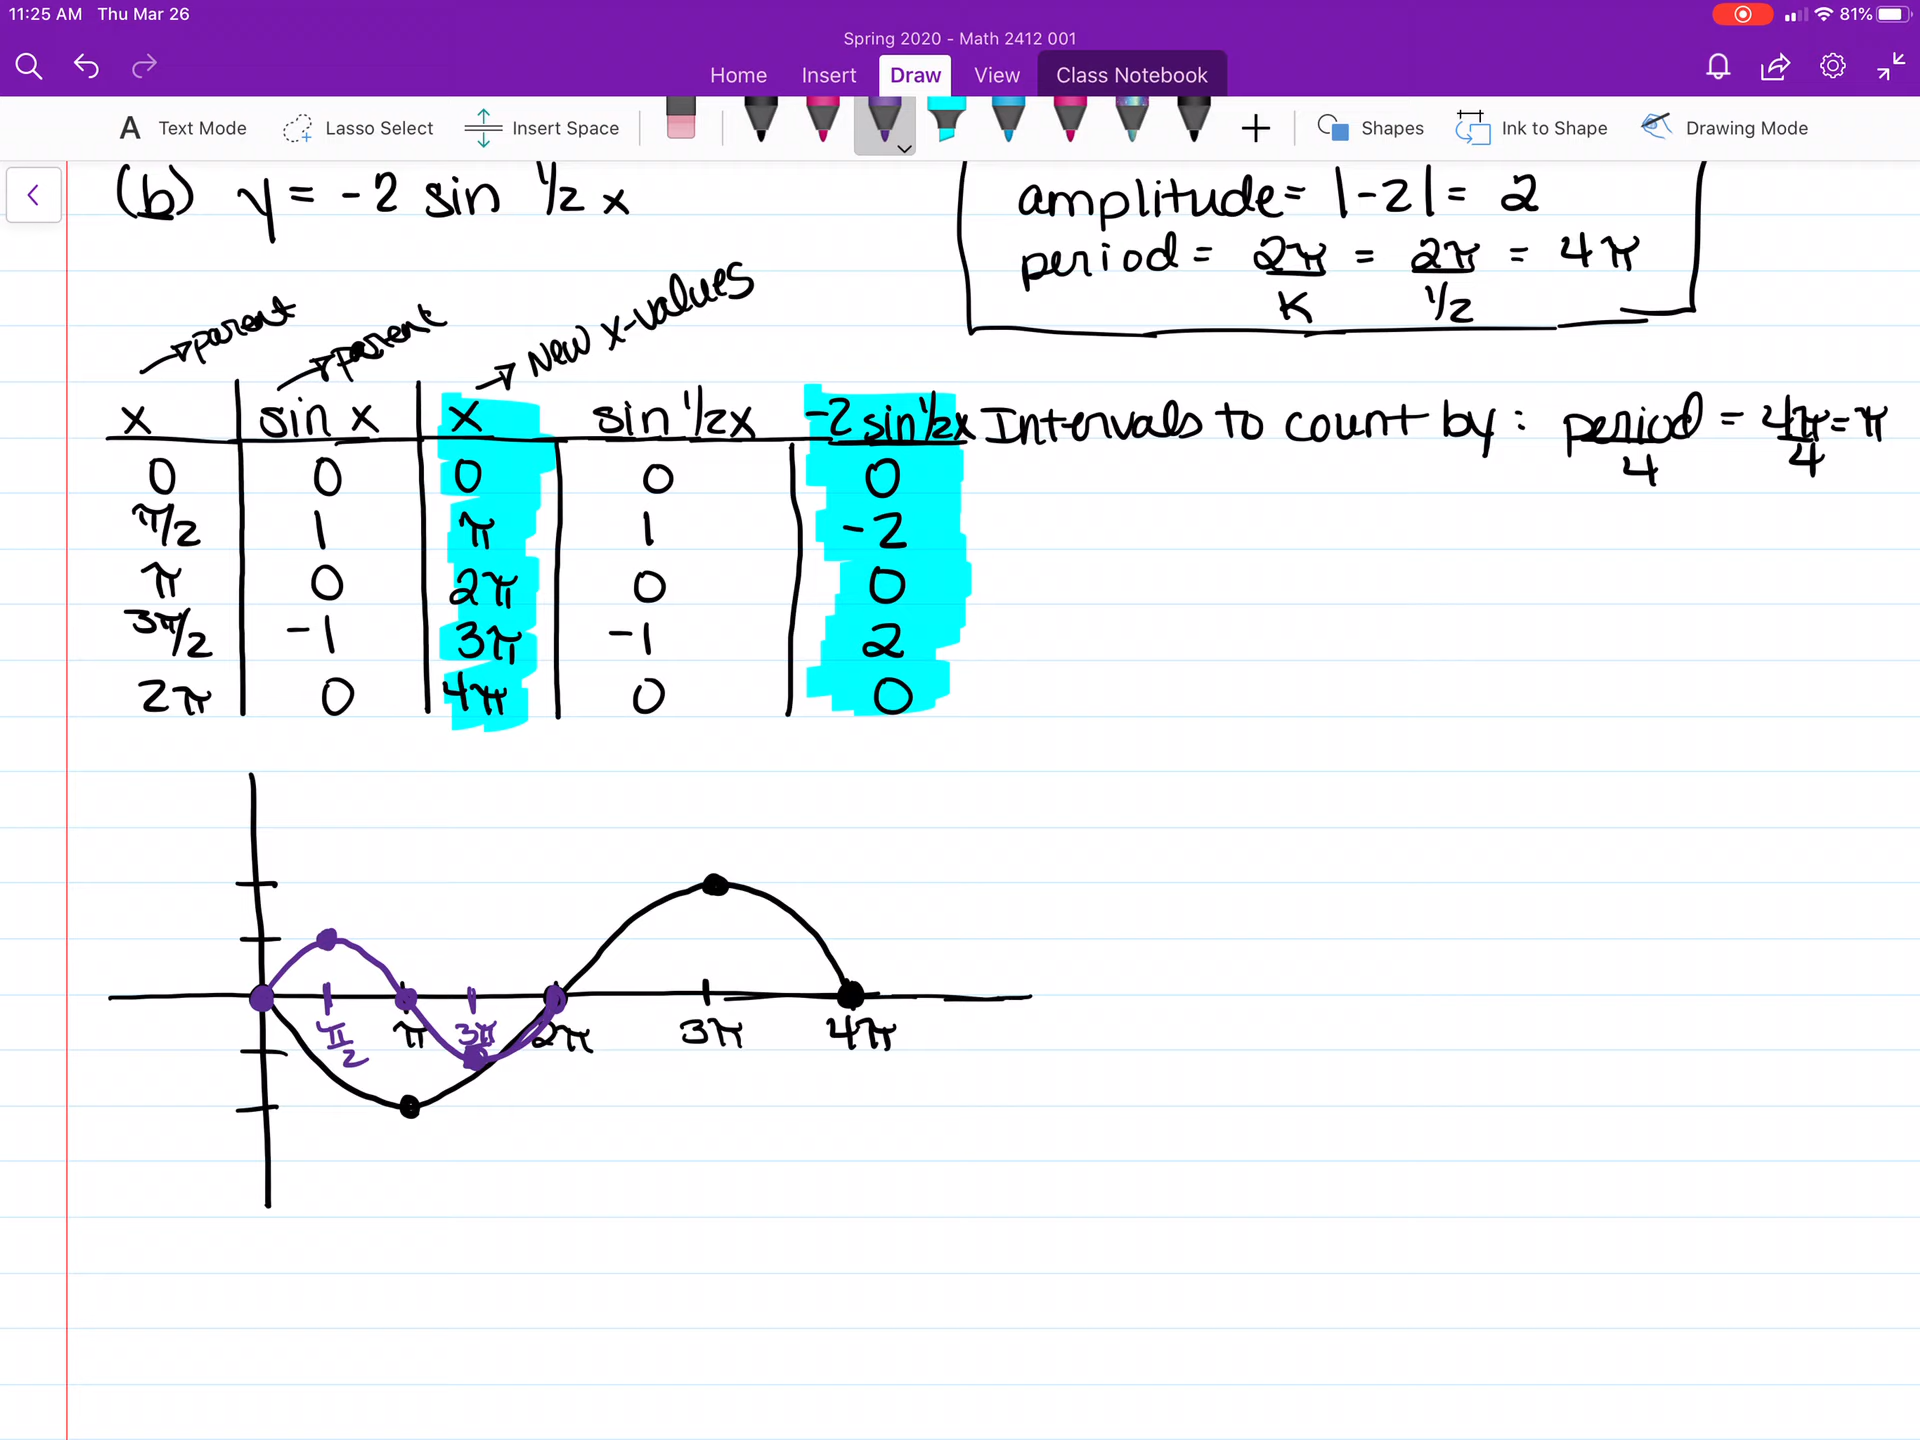 11:25 AM Thu Mar 26 81%
Spring 2020 - Math 2412 001
Home Insert Draw View Class Notebook
A Text Mode Lasso Select Insert Space Shapes Ink to Shape Drawing Mode
(b) y = -2 sin 1/2 x
amplitude = |-2| = 2
period = 2π/K = 2π/1/2 = 4π
parent parent New x-values
x sin x x sin 1/2x -2 sin 1/2x
0 0 0 0 0
π/2 1 π 1 -2
π 0 2π 0 0
3π/2 -1 3π -1 2
2π 0 4π 0 0
Intervals to count by: period/4 = 4π/4 = π
π/2 π 3π 2π 3π 4π